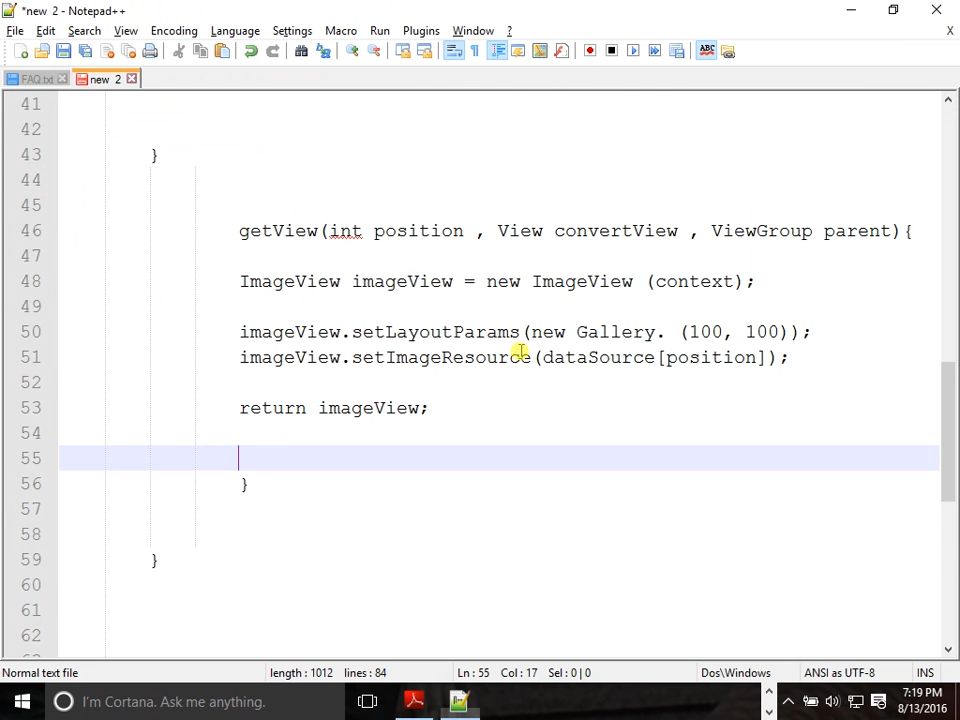 *new 2 - Notepad++
File Edit Search View Encoding Language Settings Macro Run Plugins Window ? X
ABC
FAQ.txt new 2
41
42
43 }
44
45
46 getView(int position , View convertView , ViewGroup parent){
47
48 ImageView imageView = new ImageView (context);
49
50 imageView.setLayoutParams(new Gallery. (100, 100));
51 imageView.setImageResource(dataSource[position]);
52
53 return imageView;
54
55
56 }
57
58
59 }
60
61
62
Normal text file length : 1012 lines : 84 Ln : 55 Col : 17 Sel : 0 | 0 Dos\Windows ANSI as UTF-8 INS
I'm Cortana. Ask me anything. 7:19 PM
8/13/2016